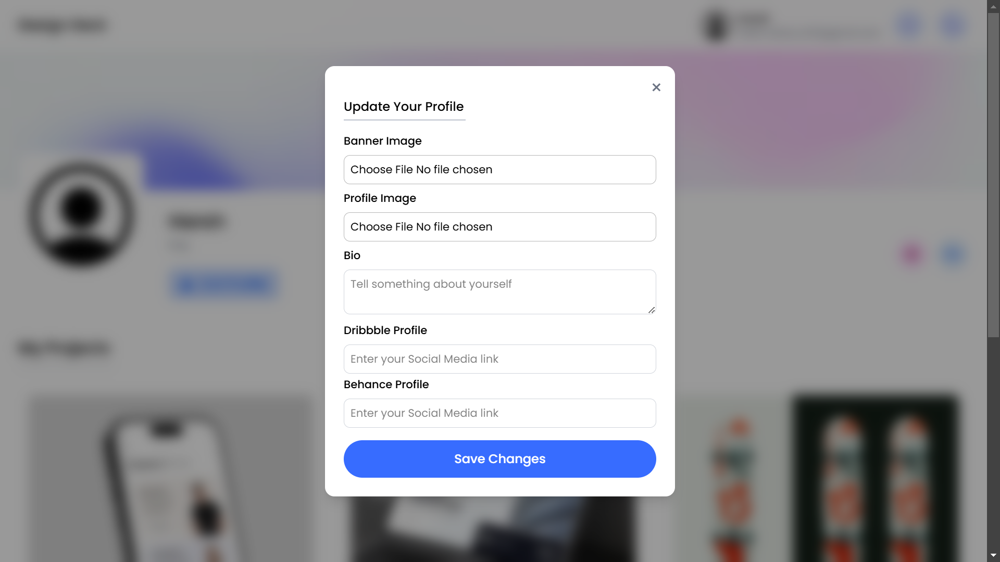 Update Your Profile
Banner Image
Choose File No file chosen
Profile Image
Choose File No file chosen
Bio
Tell something about yourself
Dribbble Profile
Enter your Social Media link
Behance Profile
Enter your Social Media link
Save Changes